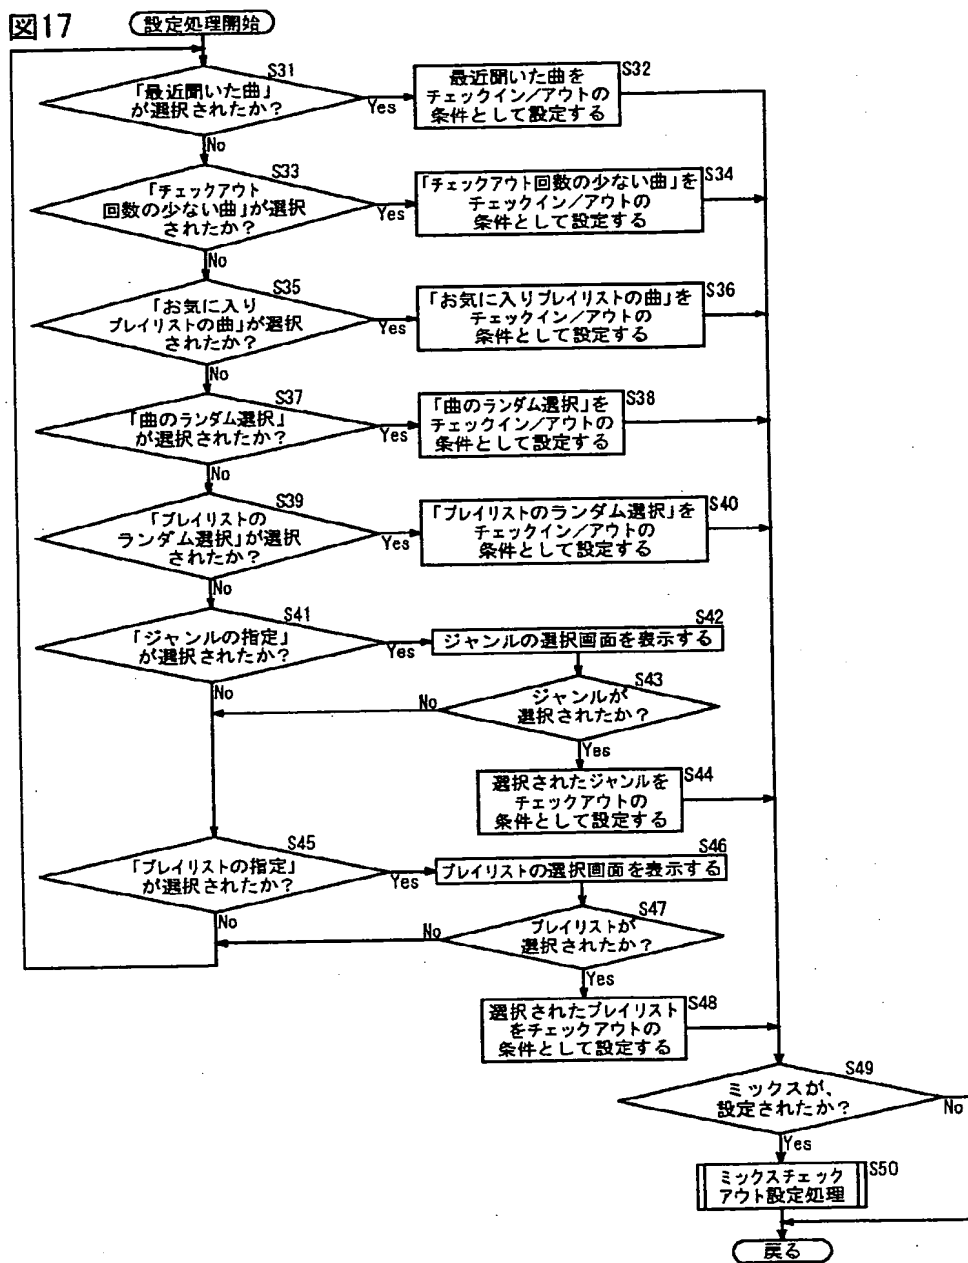 図17
設定処理開始
S31
「最近聞いた曲」
が選択されたか?
Yes
No
S32
最近聞いた曲を
チェックイン/アウトの
条件として設定する
S33
「チェックアウト
回数の少ない曲」が選択
されたか?
Yes
No
S34
「チェックアウト回数の少ない曲」を
チェックイン/アウトの
条件として設定する
S35
「お気に入り
プレイリストの曲」が選択
されたか?
Yes
No
S36
「お気に入りプレイリストの曲」を
チェックイン/アウトの
条件として設定する
S37
「曲のランダム選択」
が選択されたか?
Yes
No
S38
「曲のランダム選択」を
チェックイン/アウトの
条件として設定する
S39
「プレイリストの
ランダム選択」が選択
されたか?
Yes
No
S40
「プレイリストのランダム選択」を
チェックイン/アウトの
条件として設定する
S41
「ジャンルの指定」
が選択されたか?
Yes
No
S42
ジャンルの選択画面を表示する
S43
ジャンルが
選択されたか?
No
Yes
S44
選択されたジャンルを
チェックアウトの
条件として設定する
S45
「プレイリストの指定」
が選択されたか?
Yes
No
S46
プレイリストの選択画面を表示する
S47
プレイリストが
選択されたか?
No
Yes
S48
選択されたプレイリスト
をチェックアウトの
条件として設定する
S49
ミックスが、
設定されたか?
No
Yes
S50
ミックスチェック
アウト設定処理
戻る